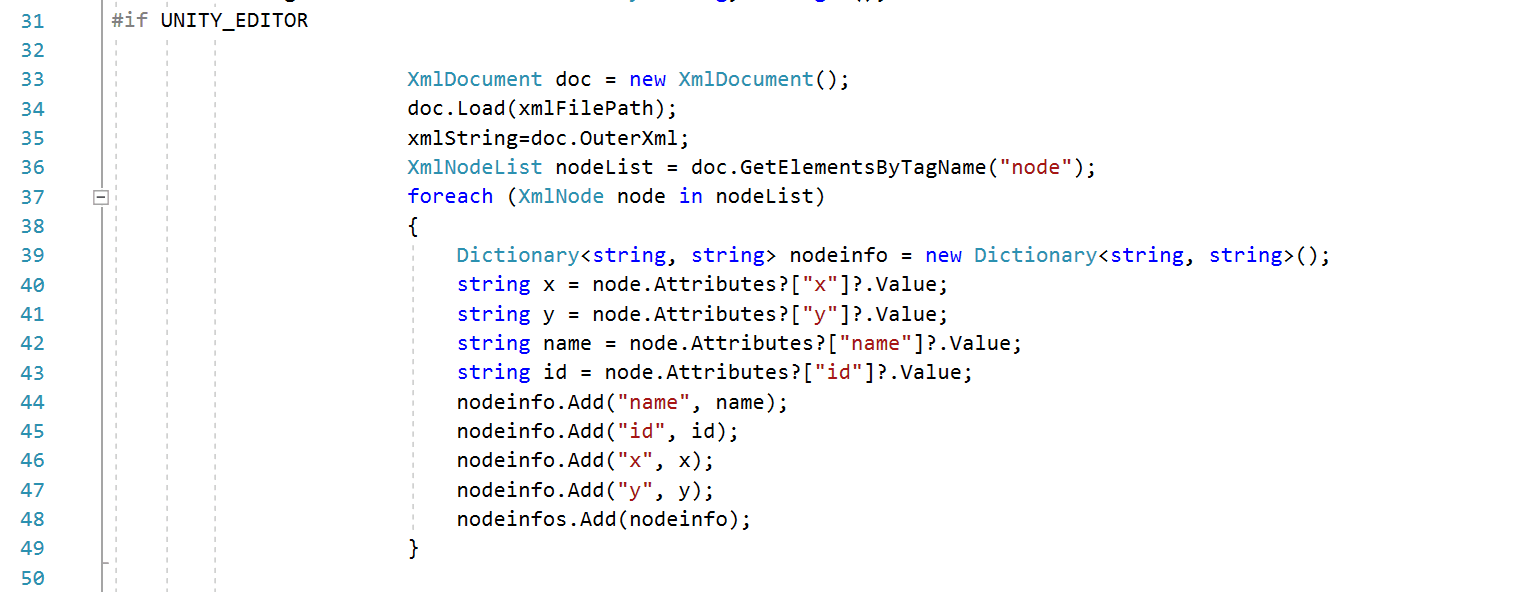 31 #if UNITY_EDITOR
32
33 XmlDocument doc = new XmlDocument();
34 doc.Load(xmlFilePath);
35 xmlString=doc.OuterXml;
36 XmlNodeList nodeList = doc.GetElementsByTagName("node");
37 foreach (XmlNode node in nodeList)
38 {
39 Dictionary<string, string> nodeinfo = new Dictionary<string, string>();
40 string x = node.Attributes?["x"]?.Value;
41 string y = node.Attributes?["y"]?.Value;
42 string name = node.Attributes?["name"]?.Value;
43 string id = node.Attributes?["id"]?.Value;
44 nodeinfo.Add("name", name);
45 nodeinfo.Add("id", id);
46 nodeinfo.Add("x", x);
47 nodeinfo.Add("y", y);
48 nodeinfos.Add(nodeinfo);
49 }
50